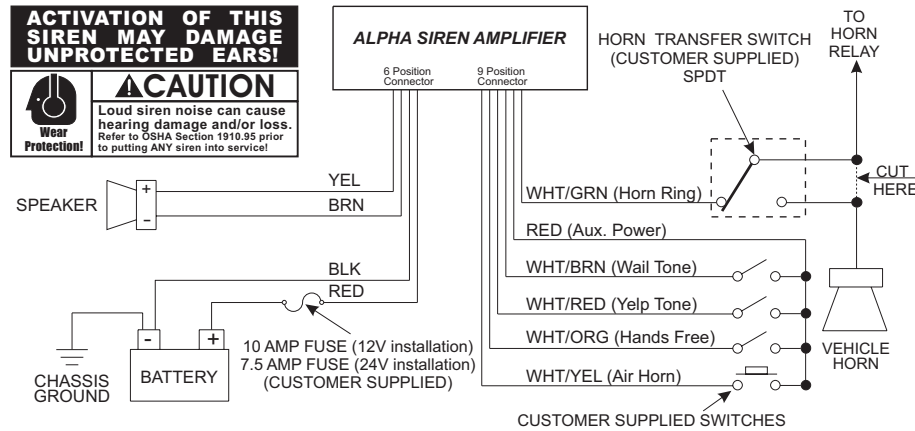 ACTIVATION OF THIS
SIREN MAY DAMAGE
UNPROTECTED EARS!
CAUTION
Loud siren noise can cause
hearing damage and/or loss.
Refer to OSHA Section 1910.95 prior
to putting ANY siren into service!
Wear
Protection!
ALPHA SIREN AMPLIFIER
6 Position
Connector
9 Position
Connector
HORN TRANSFER SWITCH
(CUSTOMER SUPPLIED)
SPDT
TO
HORN
RELAY
CUT
HERE
SPEAKER
+
-
YEL
BRN
BLK
RED
WHT/GRN (Horn Ring)
RED (Aux. Power)
WHT/BRN (Wail Tone)
WHT/RED (Yelp Tone)
WHT/ORG (Hands Free)
WHT/YEL (Air Horn)
VEHICLE
HORN
-
+
BATTERY
CHASSIS
GROUND
10 AMP FUSE (12V installation)
7.5 AMP FUSE (24V installation)
(CUSTOMER SUPPLIED)
CUSTOMER SUPPLIED SWITCHES